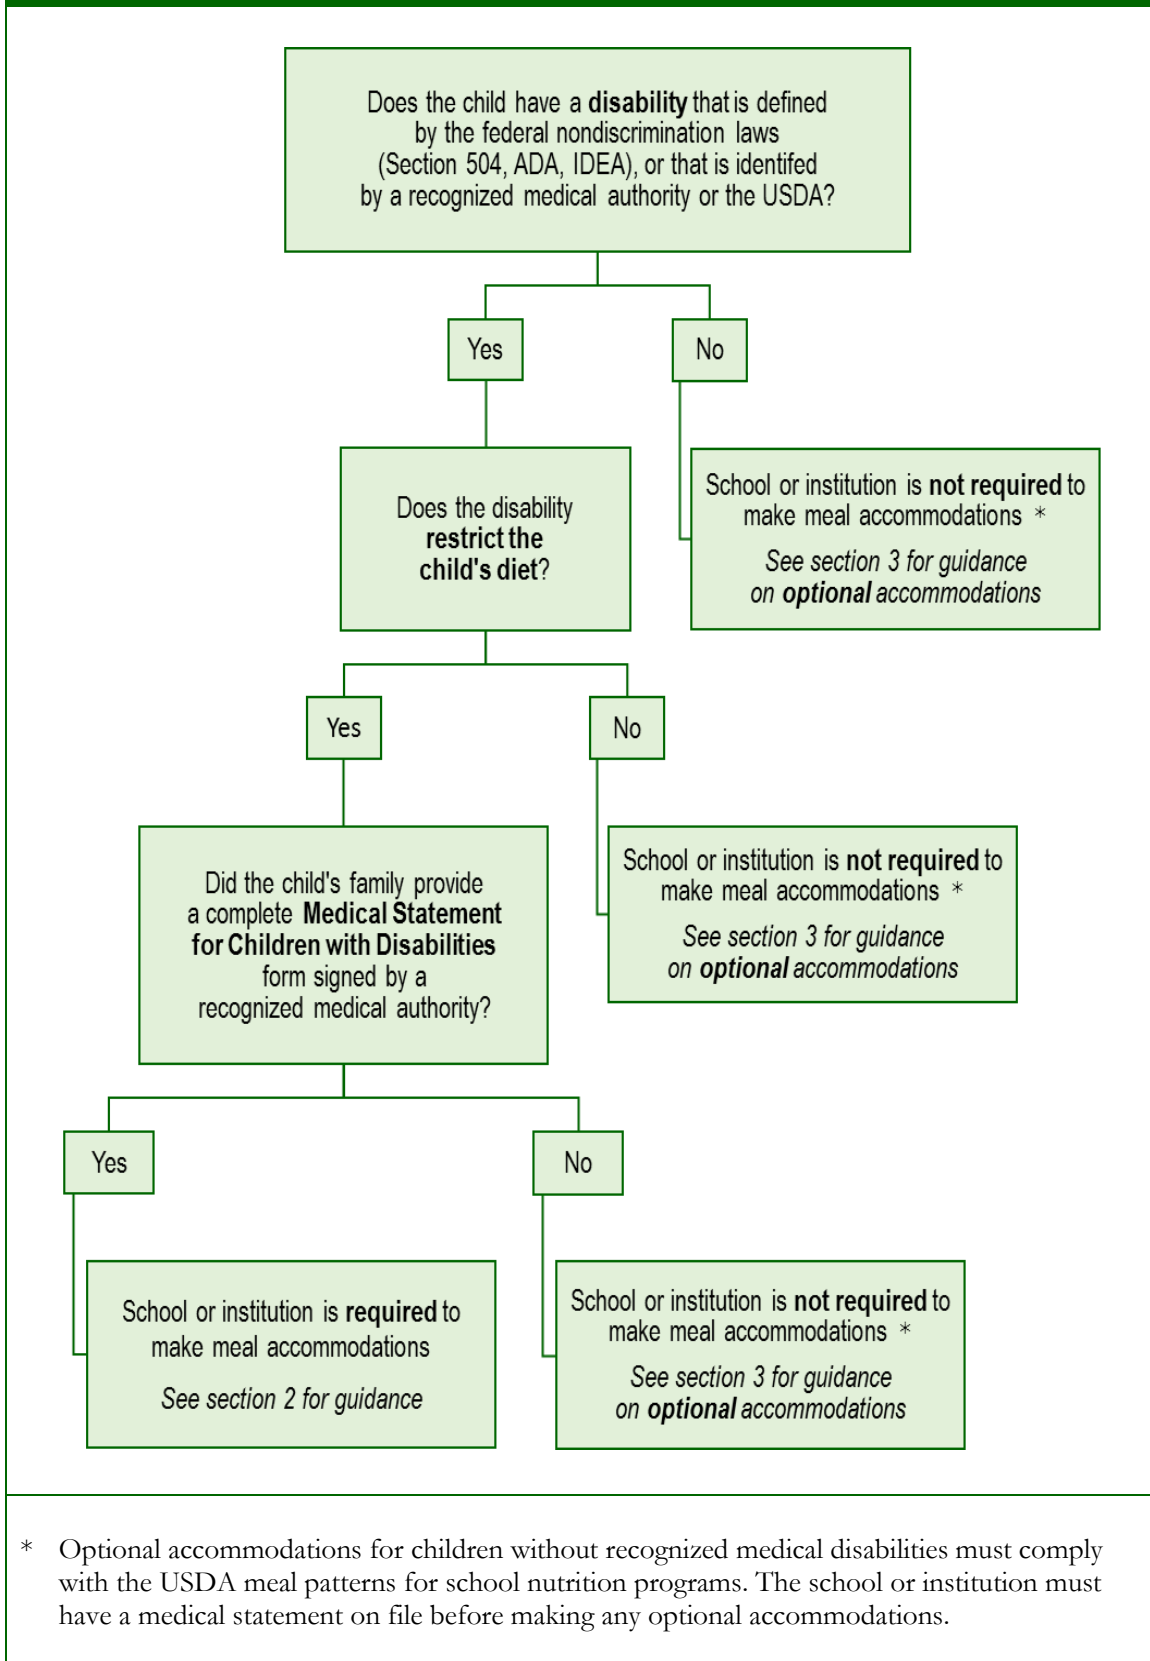 Does the child have a disability that is defined
by the federal nondiscrimination laws
(Section 504, ADA, IDEA), or that is identifed
by a recognized medical authority or the USDA?
Yes
No
Does the disability
restrict the
child's diet?
School or institution is not required to
make meal accommodations *
See section 3 for guidance
on optional accommodations
Yes
No
Did the child's family provide
a complete Medical Statement
for Children with Disabilities
form signed by a
recognized medical authority?
School or institution is not required to
make meal accommodations *
See section 3 for guidance
on optional accommodations
Yes
No
School or institution is required to
make meal accommodations
See section 2 for guidance
School or institution is not required to
make meal accommodations *
See section 3 for guidance
on optional accommodations
* Optional accommodations for children without recognized medical disabilities must comply
with the USDA meal patterns for school nutrition programs. The school or institution must
have a medical statement on file before making any optional accommodations.